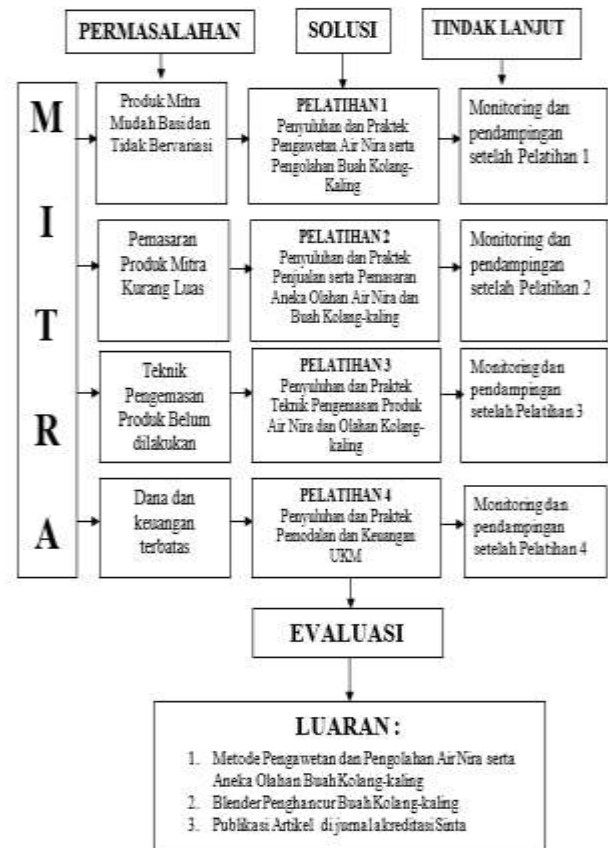 PERMASALAHAN
SOLUSI
TINDAK LANJUT
M
I
T
R
A
Produk Mitra
Mudah Basi dan
Tidak Bervariasi
PELATIHAN 1
Penyuluhan dan Praktek
Pengawetan Air Nira serta
Pengolahan Buah Kolang-
Kaling
Monitoring dan
pendampingan
setelah Pelatihan 1
Pemasaran
Produk Mitra
Kurang Luas
PELATIHAN 2
Penyuluhan dan Praktek
Penjualan serta Pemasaran
Aneka Olahan Air Nira dan
Buah Kolang-kaling
Monitoring dan
pendampingan
setelah Pelatihan 2
Teknik
Pengemasan
Produk Belum
dilakukan
PELATIHAN 3
Penyuluhan dan Praktek
Teknik Pengemasan Produk
Air Nira dan Olahan Kolang-
kaling
Monitoring dan
pendampingan
setelah Pelatihan 3
Dana dan
keuangan
terbatas
PELATIHAN 4
Penyuluhan dan Praktek
Pemodalan dan Keuangan
UKM
Monitoring dan
pendampingan
setelah Pelatihan 4
EVALUASI
LUARAN :
1. Metode Pengawetan dan Pengolahan Air Nira serta
Aneka Olahan Buah Kolang-kaling
2. Blender Penghancur Buah Kolang-kaling
3. Publikasi Artikel di jurnal akreditasi Sinta